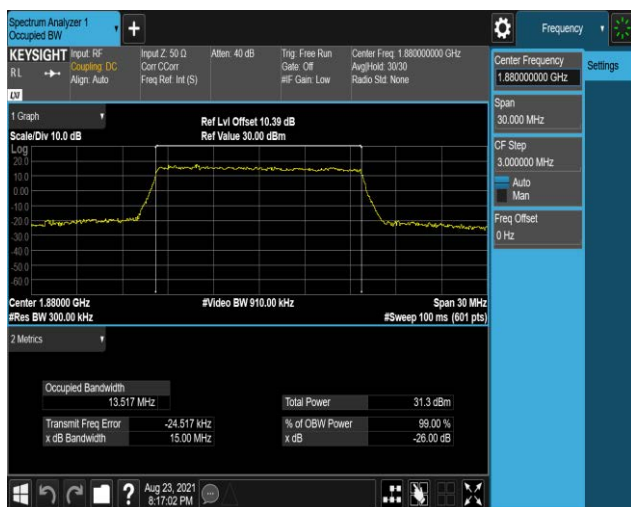 Spectrum Analyzer 1
Occupied BW
Frequency
KEYSIGHT
RL
LXI
Input: RF
Coupling: DC
Align: Auto
Input Z: 50 Ω
Corr CCorr
Freq Ref: Int (S)
Atten: 40 dB
Trig: Free Run
Gate: Off
#IF Gain: Low
Center Freq: 1.880000000 GHz
Avg|Hold: 30/30
Radio Std: None
Center Frequency
1.880000000 GHz
Settings
Span
30.000 MHz
CF Step
3.000000 MHz
Auto
Man
Freq Offset
0 Hz
1 Graph
Scale/Div 10.0 dB
Ref Lvl Offset 10.39 dB
Ref Value 30.00 dBm
Log
20.0
10.0
0.00
-10.0
-20.0
-30.0
-40.0
-50.0
-60.0
Center 1.88000 GHz
#Video BW 910.00 kHz
Span 30 MHz
#Res BW 300.00 kHz
#Sweep 100 ms (601 pts)
2 Metrics
Occupied Bandwidth
13.517 MHz
Total Power 31.3 dBm
Transmit Freq Error -24.517 kHz
% of OBW Power 99.00 %
x dB Bandwidth 15.00 MHz
x dB -26.00 dB
?
Aug 23, 2021
8:17:02 PM